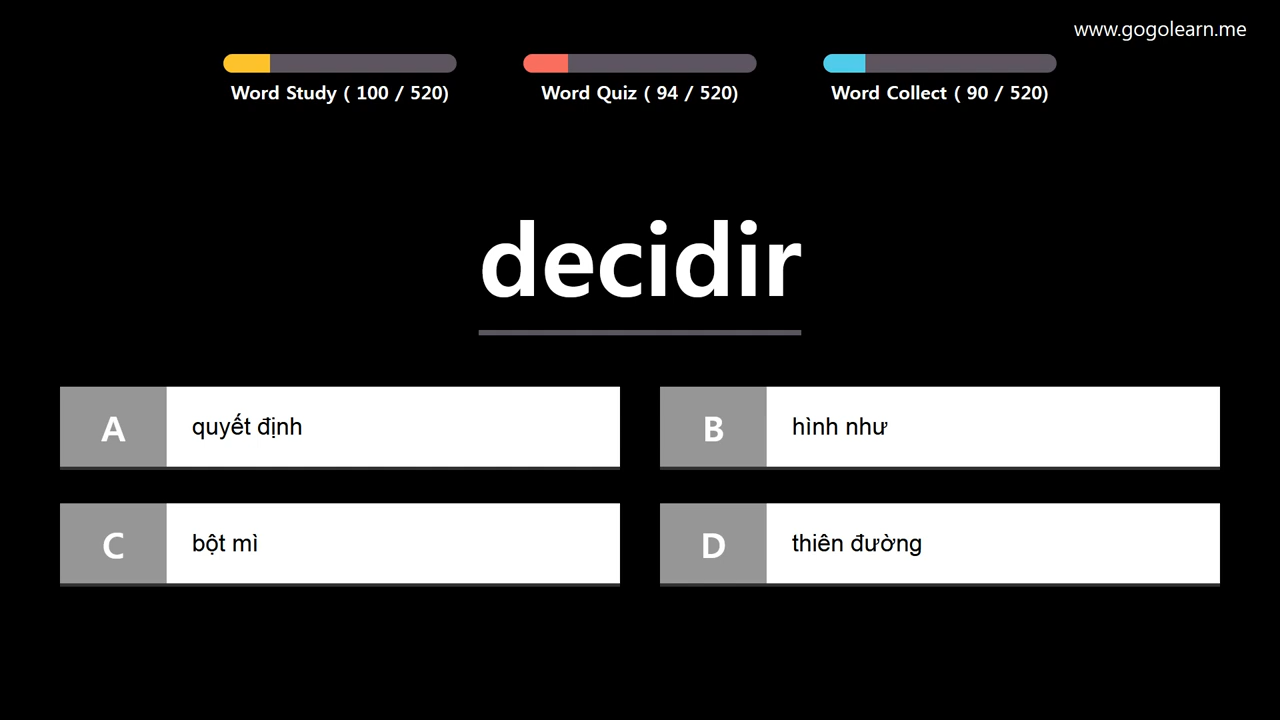 www.gogolearn.me
Word Study ( 100 / 520)
Word Quiz ( 94 / 520)
Word Collect ( 90 / 520)
decidir
A quyết định
B hình như
C bột mì
D thiên đường